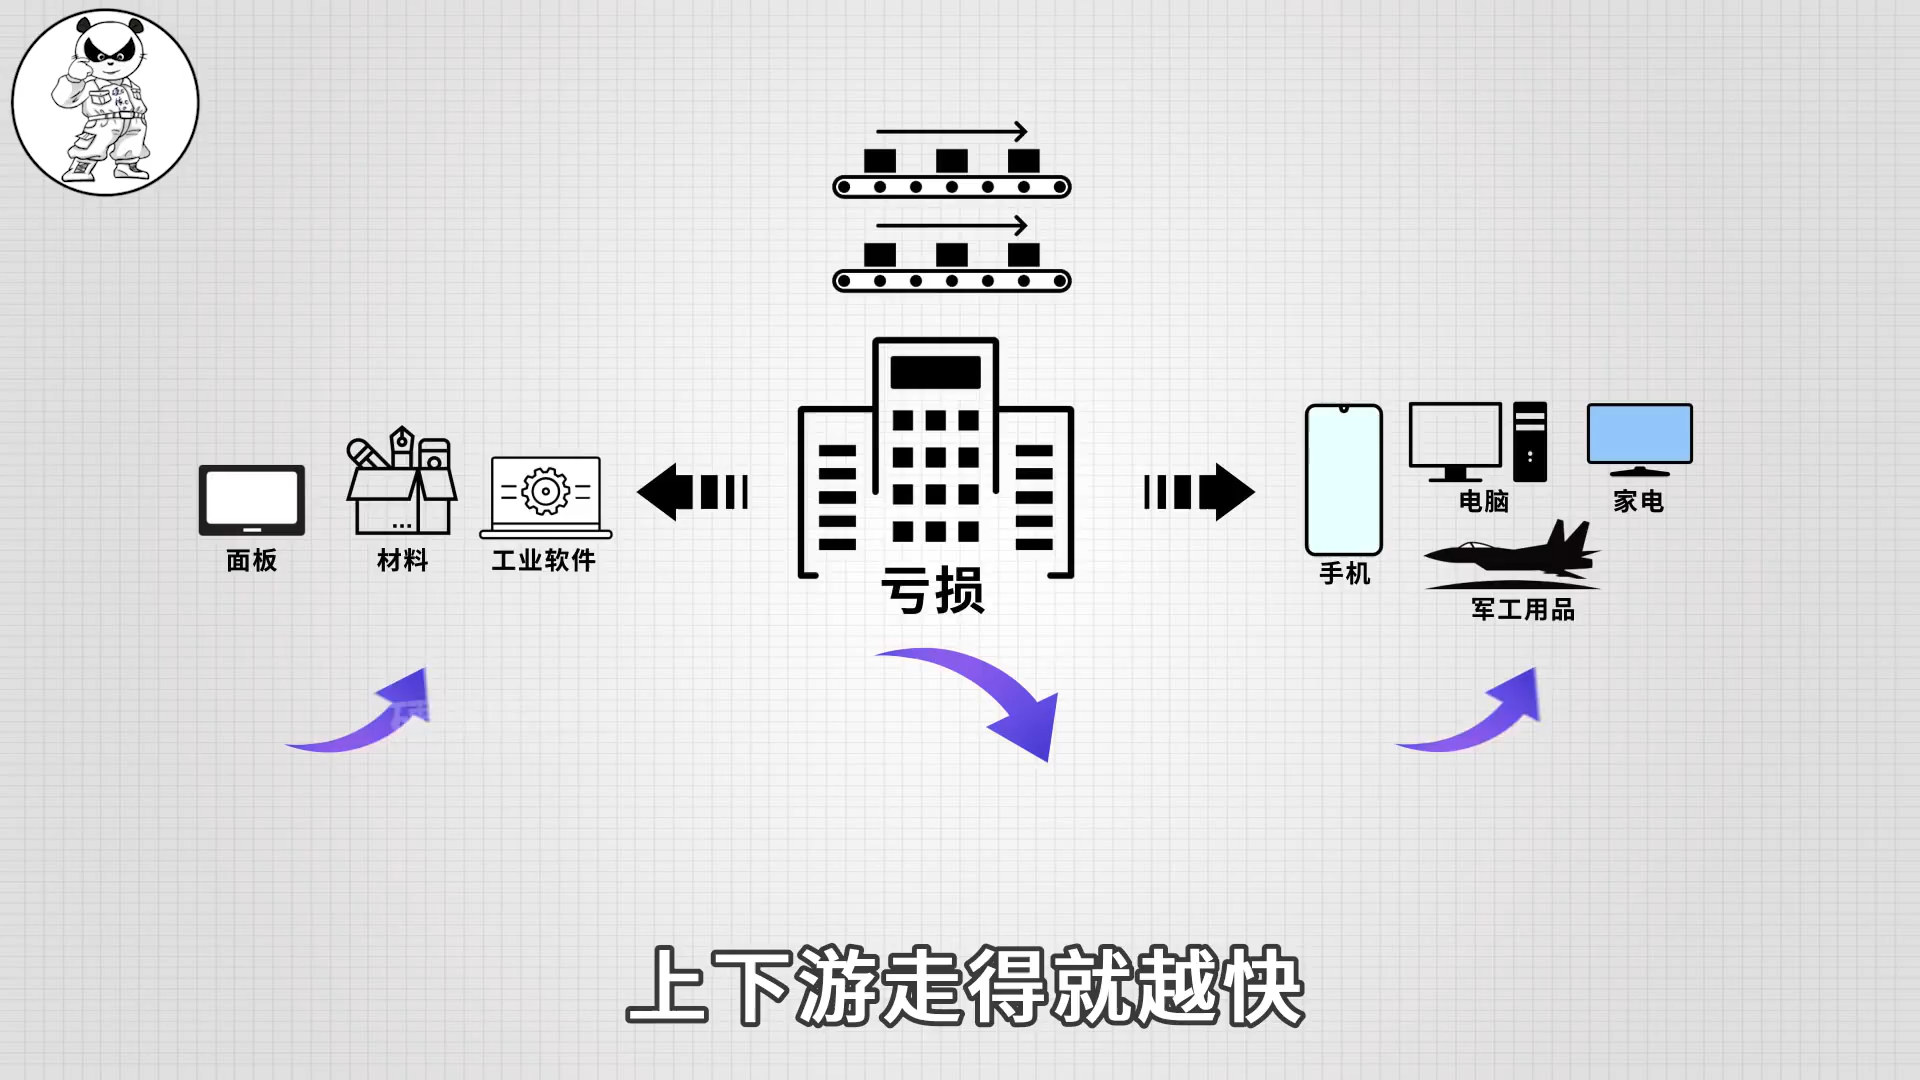 面板
材料
工业软件
亏损
手机
电脑
家电
军工用品
上下游走得就越快